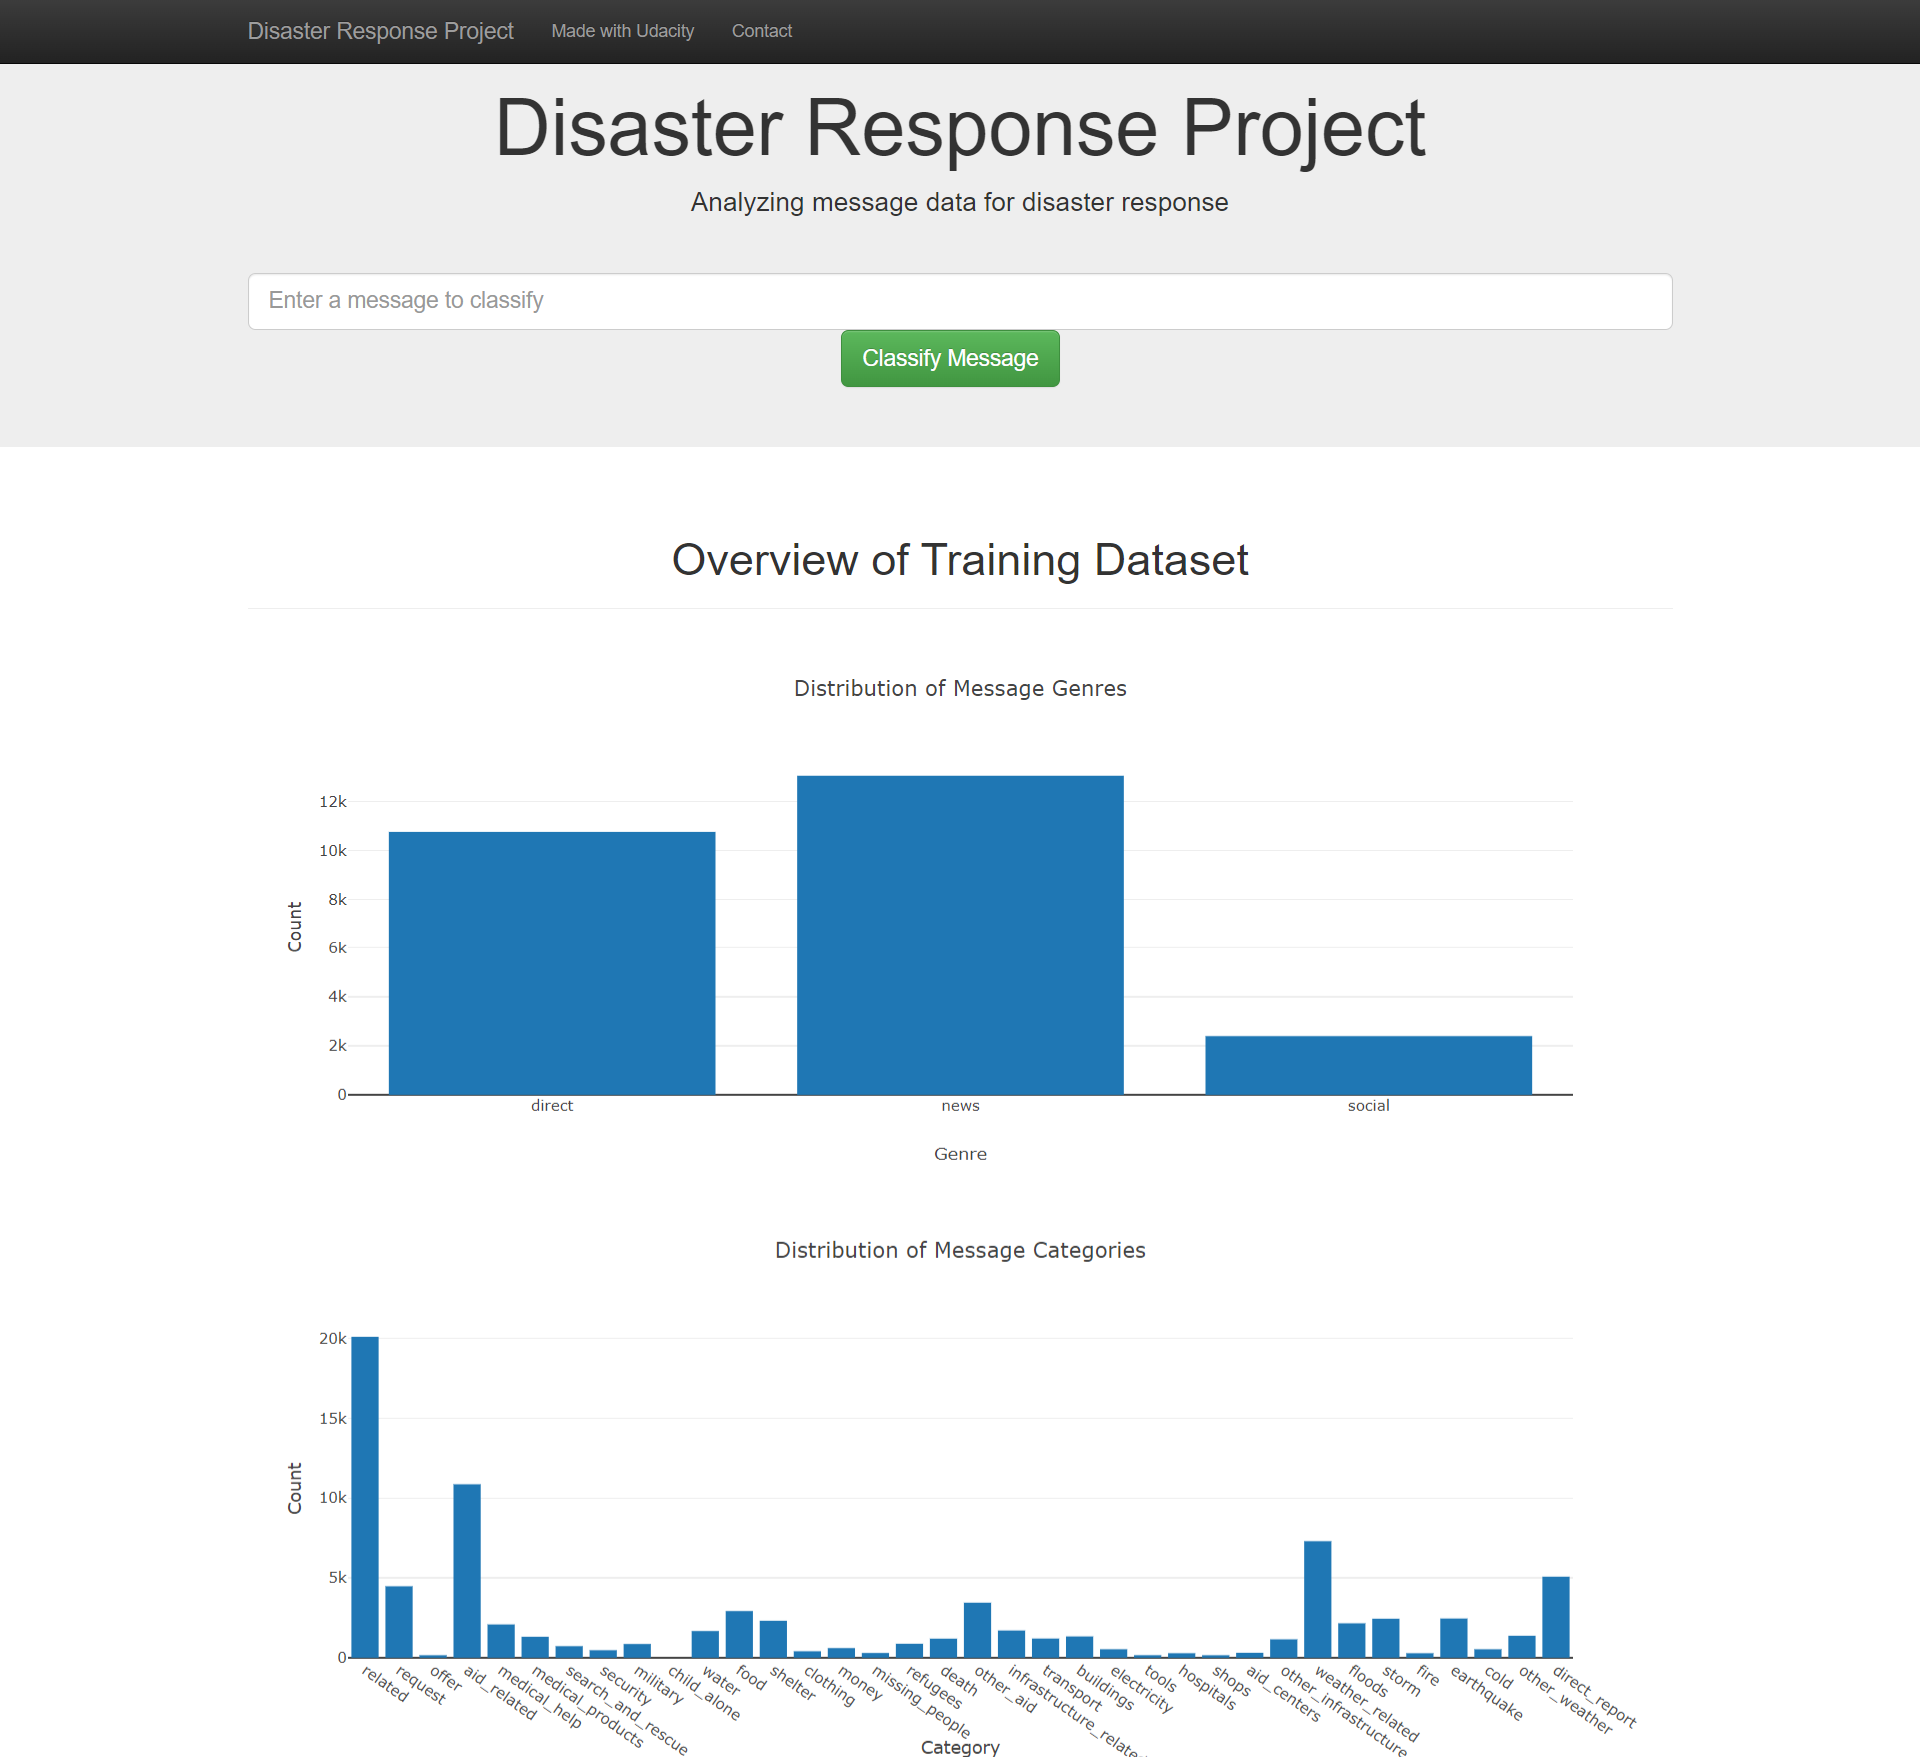 Disaster Response Project Made with Udacity Contact
Disaster Response Project
Analyzing message data for disaster response
Enter a message to classify
Classify Message
Overview of Training Dataset
Distribution of Message Genres
12k
10k
8k
6k
4k
2k
0
Count
direct news social
Genre
Distribution of Message Categories
20k
15k
10k
5k
0
Count
related
request
offer
aid_related
medical_help
medical_products
search_and_rescue
security
military
child_alone
water
food
shelter
clothing
money
missing_people
refugees
death
other_aid
infrastructure_related
transport
buildings
electricity
tools
hospitals
shops
aid_centers
other_infrastructure
weather_related
floods
storm
fire
earthquake
cold
other_weather
direct_report
Category